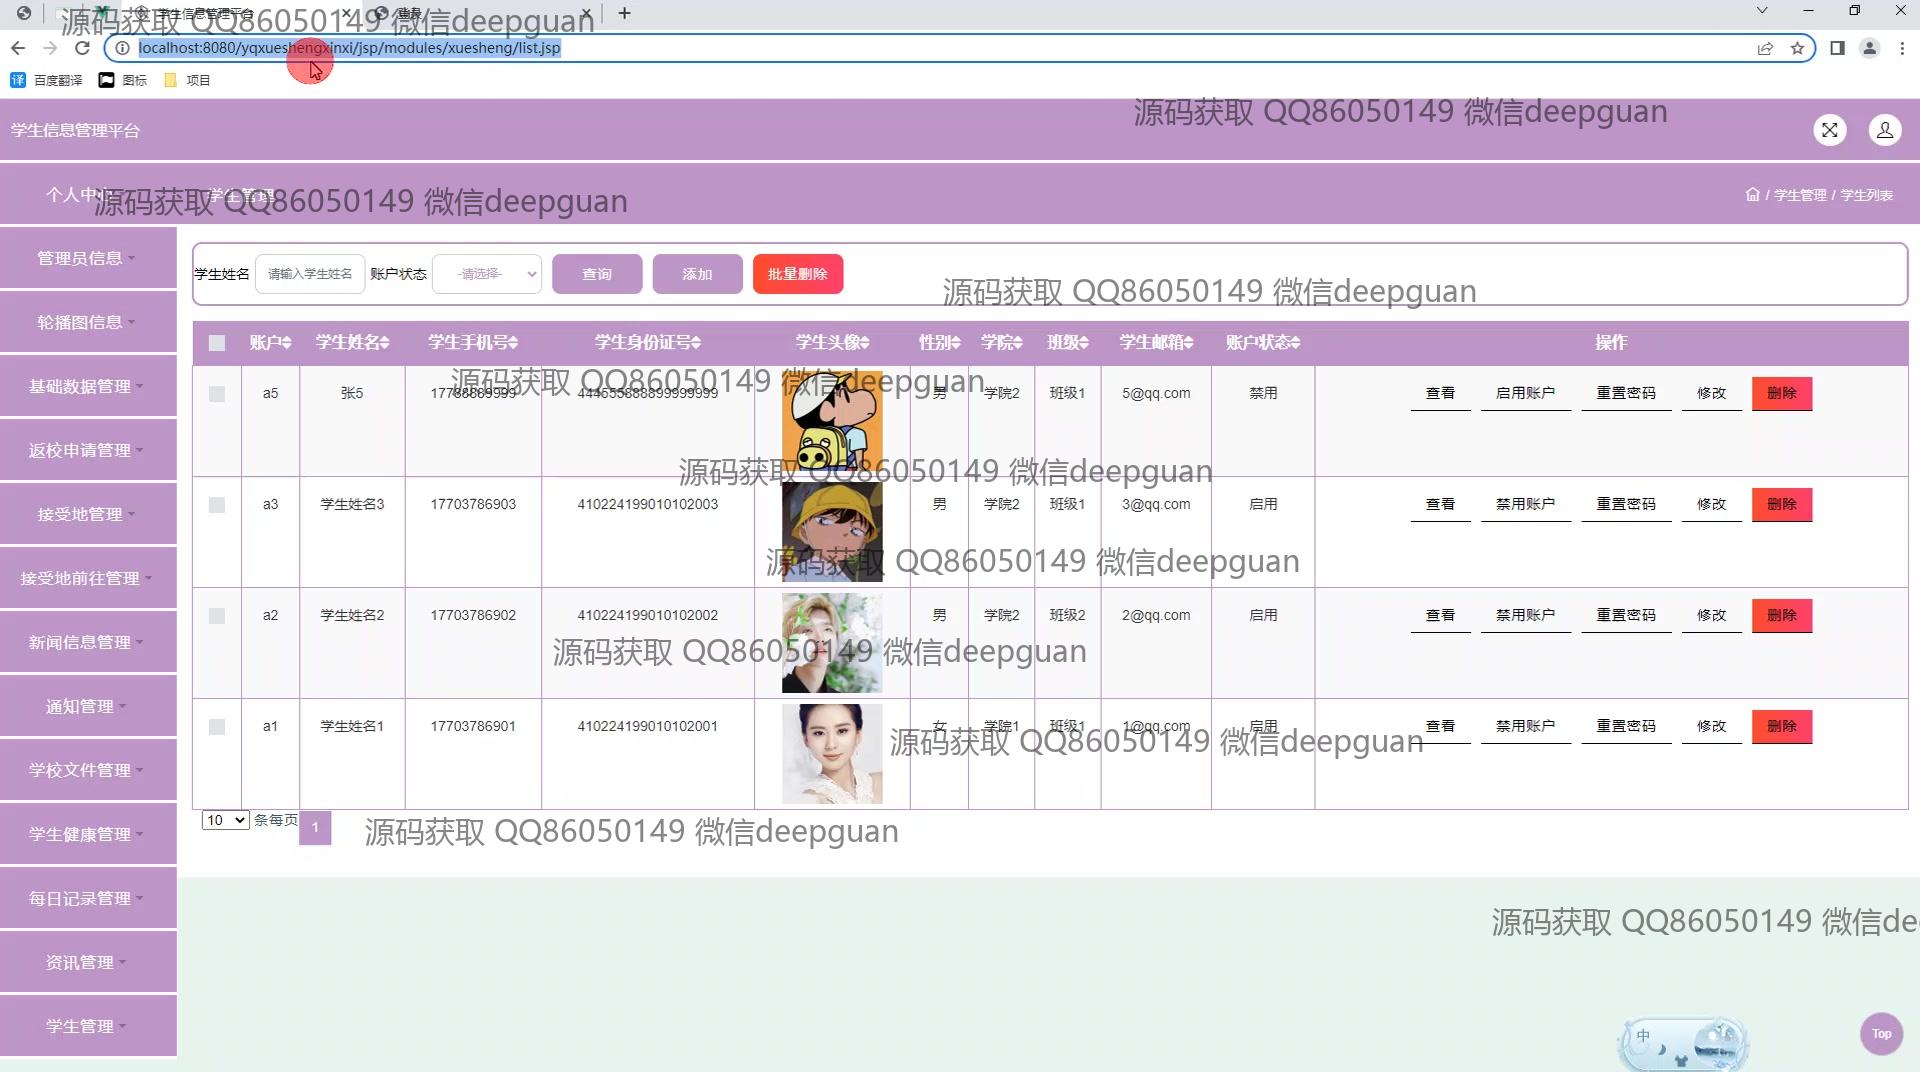 学生信息管理平台
登录
源码获取 QQ86050149 微信deepguan
localhost:8080/yqxueshengxinxi/jsp/modules/xuesheng/list.jsp
译 百度翻译 图标 项目
源码获取 QQ86050149 微信deepguan
学生信息管理平台
个人中心 学生管理 / 学生管理 / 学生列表
源码获取 QQ86050149 微信deepguan
管理员信息
学生姓名 请输入学生姓名 账户状态 -请选择- 查询 添加 批量删除
源码获取 QQ86050149 微信deepguan
轮播图信息
账户 学生姓名 学生手机号 学生身份证号 学生头像 性别 学院 班级 学生邮箱 账户状态 操作
基础数据管理
源码获取 QQ86050149 微信deepguan
a5 张5 17788889999 444555888899999999 男 学院2 班级1 5@qq.com 禁用 查看 启用账户 重置密码 修改 删除
返校申请管理
源码获取 QQ86050149 微信deepguan
接受地管理
a3 学生姓名3 17703786903 410224199010102003 男 学院2 班级1 3@qq.com 启用 查看 禁用账户 重置密码 修改 删除
源码获取 QQ86050149 微信deepguan
接受地前往管理
a2 学生姓名2 17703786902 410224199010102002 男 学院2 班级2 2@qq.com 启用 查看 禁用账户 重置密码 修改 删除
新闻信息管理
源码获取 QQ86050149 微信deepguan
通知管理
a1 学生姓名1 17703786901 410224199010102001 女 学院1 班级1 1@qq.com 启用 查看 禁用账户 重置密码 修改 删除
源码获取 QQ86050149 微信deepguan
学校文件管理
10 条每页 1
源码获取 QQ86050149 微信deepguan
学生健康管理
每日记录管理
源码获取 QQ86050149 微信de
资讯管理
学生管理
中
Top